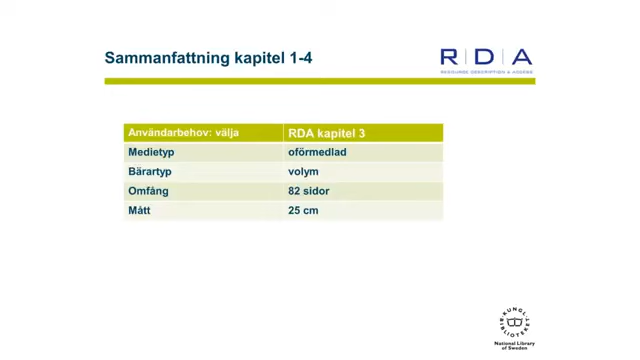 Sammanfattning kapitel 1-4
R|D|A
RESOURCE DESCRIPTION & ACCESS
Användarbehov: välja RDA kapitel 3
Medietyp oförmedlad
Bärartyp volym
Omfång 82 sidor
Mått 25 cm
KUNGL. BIBLIOTEKET
National Library
of Sweden